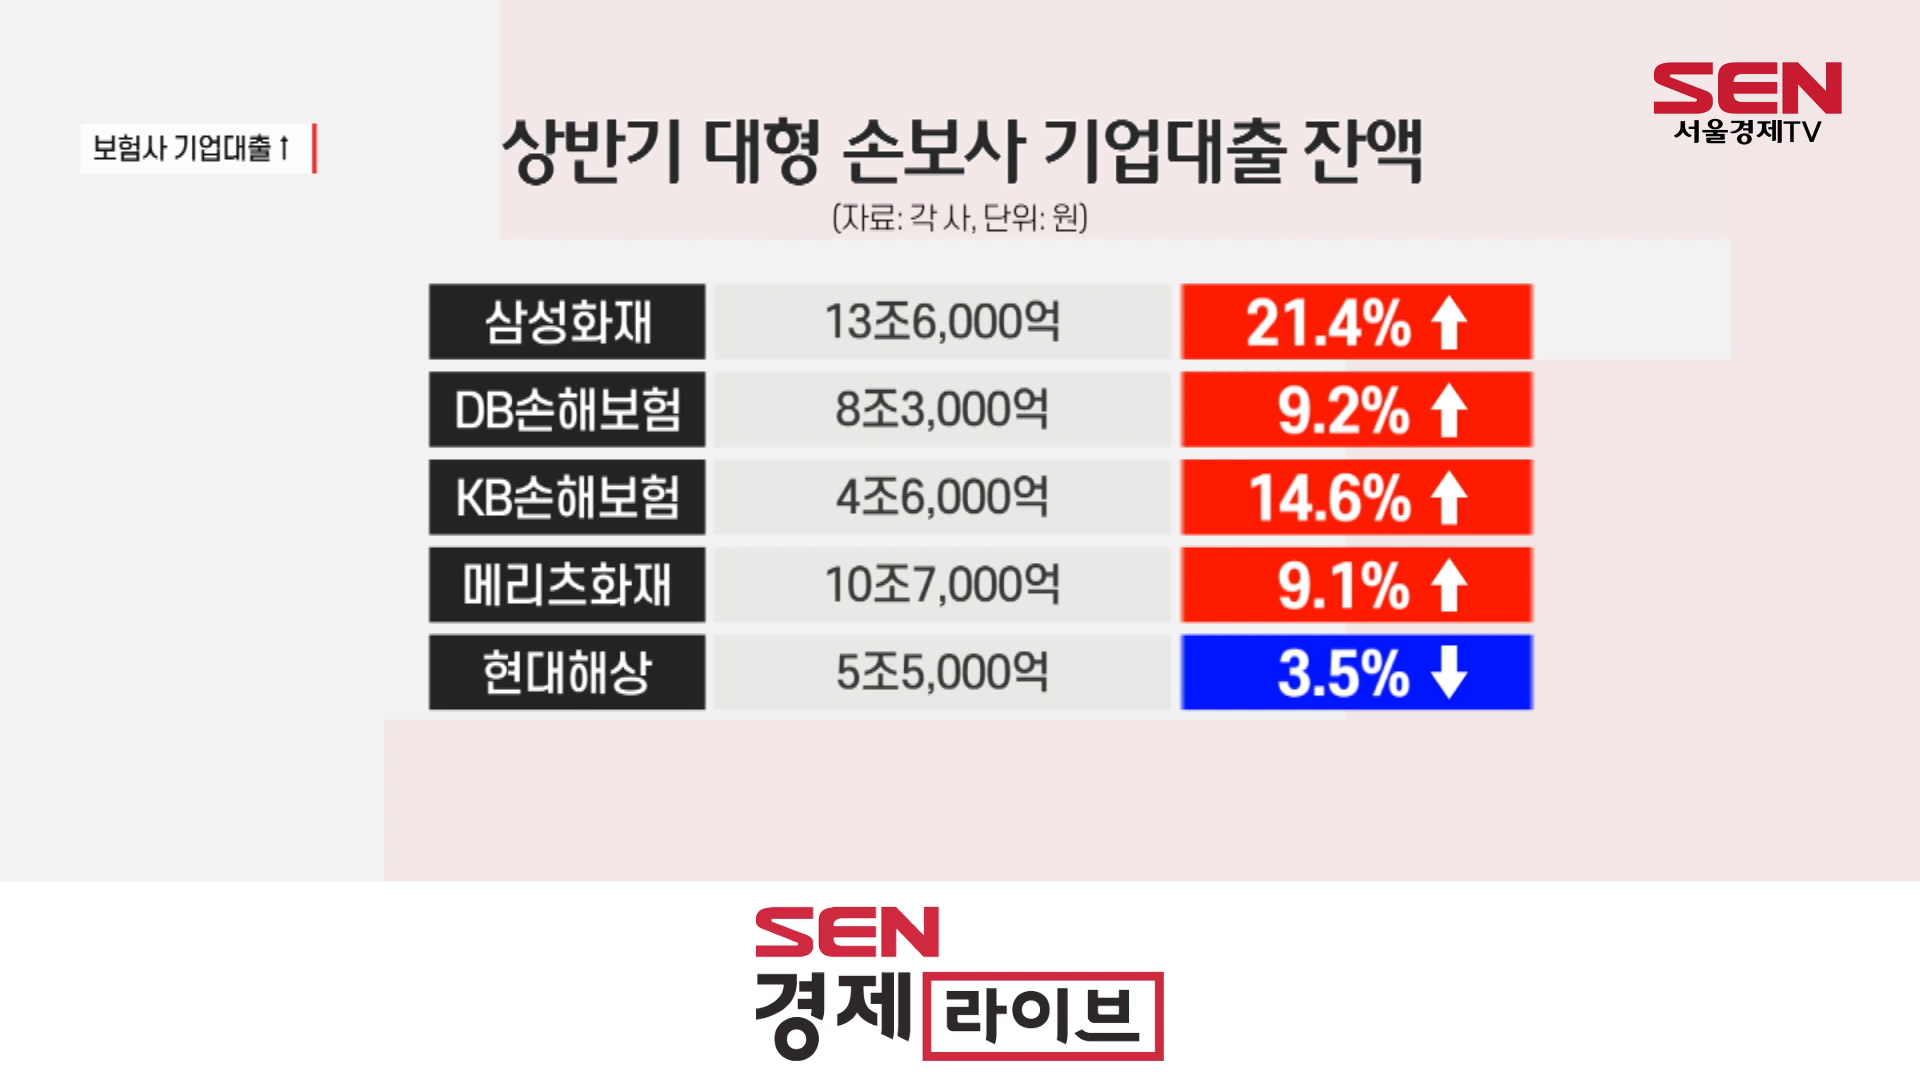 SEN
서울경제TV
보험사 기업대출↑
상반기 대형 손보사 기업대출 잔액
(자료: 각 사, 단위: 원)
삼성화재 13조6,000억 21.4% ↑
DB손해보험 8조3,000억 9.2% ↑
KB손해보험 4조6,000억 14.6% ↑
메리츠화재 10조7,000억 9.1% ↑
현대해상 5조5,000억 3.5% ↓
SEN
경제라이브